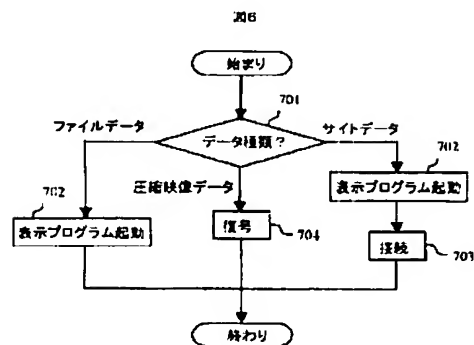 図6
始まり
701
ファイルデータ
データ種類?
サイトデータ
圧縮映像データ
702
表示プログラム起動
702
表示プログラム起動
復号
704
接続
703
終わり